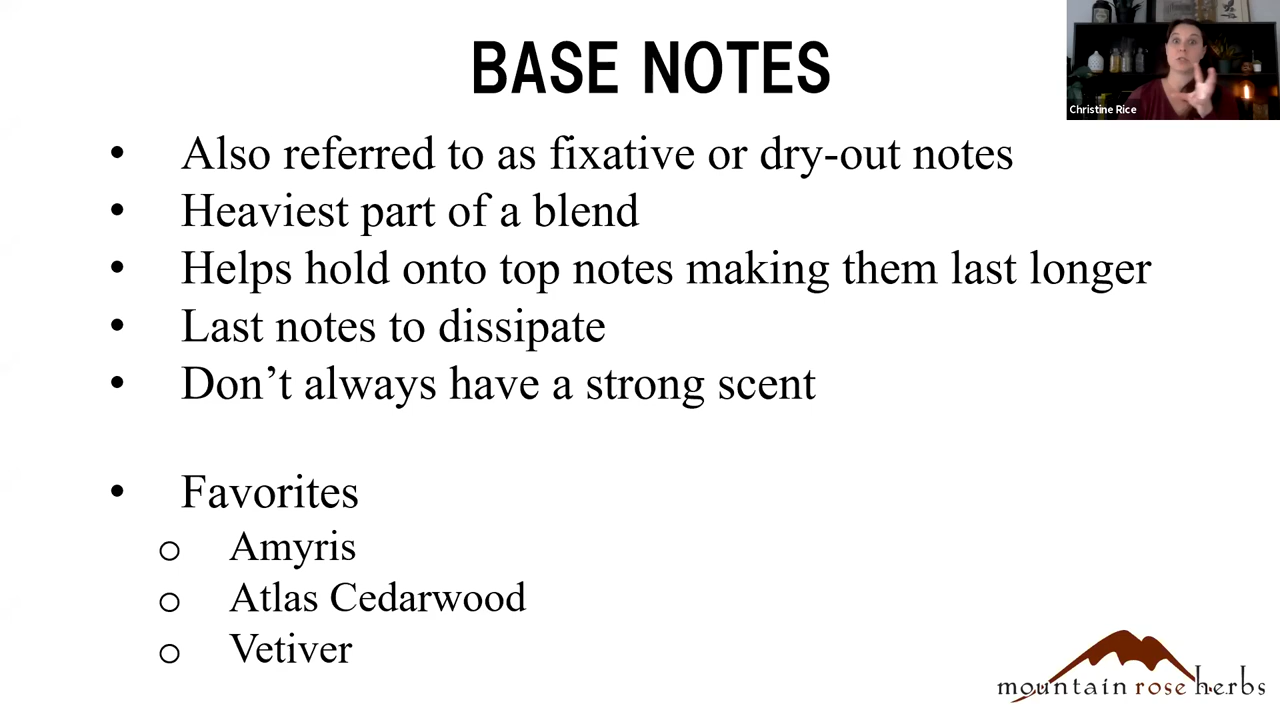 BASE NOTES
Christine Rice
• Also referred to as fixative or dry-out notes
• Heaviest part of a blend
• Helps hold onto top notes making them last longer
• Last notes to dissipate
• Don’t always have a strong scent
• Favorites
o Amyris
o Atlas Cedarwood
o Vetiver
mountain rose herbs